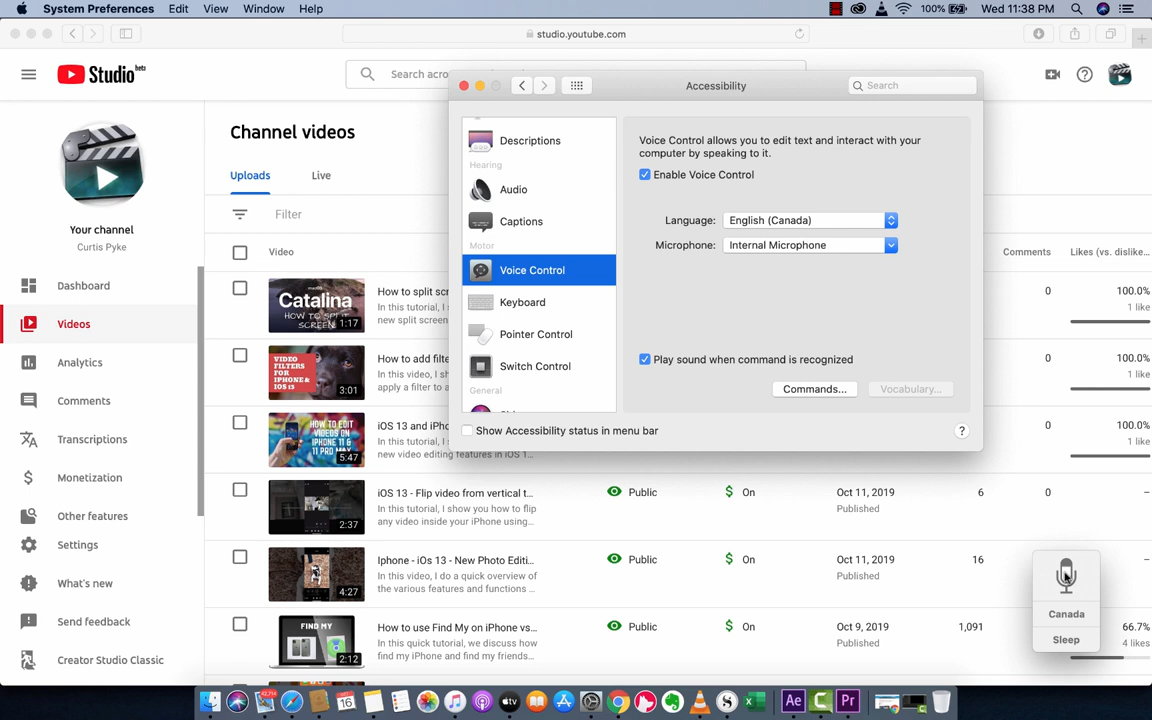 System Preferences Edit View Window Help
100% Wed 11:38 PM
studio.youtube.com
Studio beta
Search acro
Accessibility
Search
Your channel
Curtis Pyke
Dashboard
Videos
Analytics
Comments
Translations
Monetization
Other features
Settings
What's new
Send feedback
Creator Studio Classic
Channel videos
Uploads Live
Filter
Video
Comments Likes (vs. dislike...
Descriptions
Hearing
Audio
Captions
Motor
Voice Control
Keyboard
Pointer Control
Switch Control
General
Voice Control allows you to edit text and interact with your
computer by speaking to it.
Enable Voice Control
Language: English (Canada)
Microphone: Internal Microphone
Play sound when command is recognized
Commands... Vocabulary...
Show Accessibility status in menu bar
?
Catalina
HOW TO SPLIT
SCREEN
1:17
How to split scr
In this tutorial,
new split screen
0 100.0%
1 like
VIDEO
FILTERS
FOR
IPHONE &
IOS 13
3:01
How to add filte
In this video, I sh
apply a filter to a
0 100.0%
1 like
HOW TO EDIT
VIDEOS ON
IPHONE 11 &
11 PRO MAX
5:47
iOS 13 and iPho
In this tutorial,
new video editing features in iOS 1...
0 100.0%
1 like
2:37
iOS 13 - Flip video from vertical t...
In this tutorial, I show you how to flip
any video inside your iPhone using...
Public $ On Oct 11, 2019 6 0 –
Published
4:27
Iphone - iOs 13 - New Photo Editi...
In this video, I do a quick overview of
the various features and functions ...
Public $ On Oct 11, 2019 16 –
Published
FIND MY
2:12
How to use Find My on iPhone vs...
In this quick tutorial, we discuss how
find my iPhone and find my friends...
Public $ On Oct 9, 2019 1,091 66.7%
Published 4 likes
Canada
Sleep
16
tv
Ae C Pr